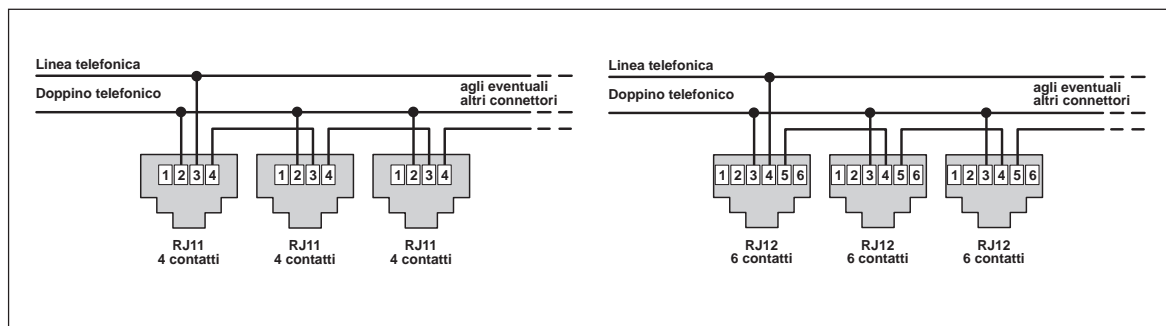 Linea telefonica
Doppino telefonico
agli eventuali
altri connettori
1 2 3 4
1 2 3 4
1 2 3 4
RJ11
4 contatti
RJ11
4 contatti
RJ11
4 contatti
Linea telefonica
Doppino telefonico
agli eventuali
altri connettori
1 2 3 4 5 6
1 2 3 4 5 6
1 2 3 4 5 6
RJ12
6 contatti
RJ12
6 contatti
RJ12
6 contatti